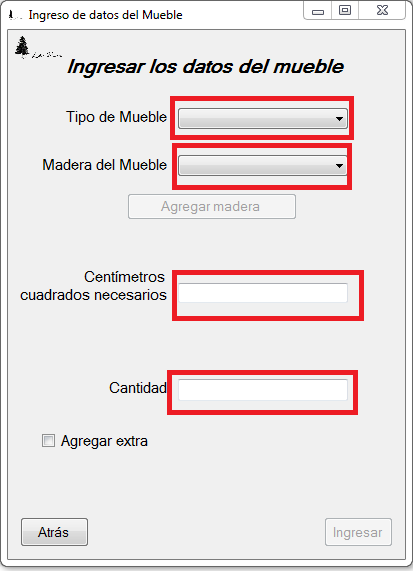 Ingreso de datos del Mueble
Ingresar los datos del mueble
Tipo de Mueble
Madera del Mueble
Agregar madera
Centímetros
cuadrados necesarios
Cantidad
Agregar extra
Atrás
Ingresar